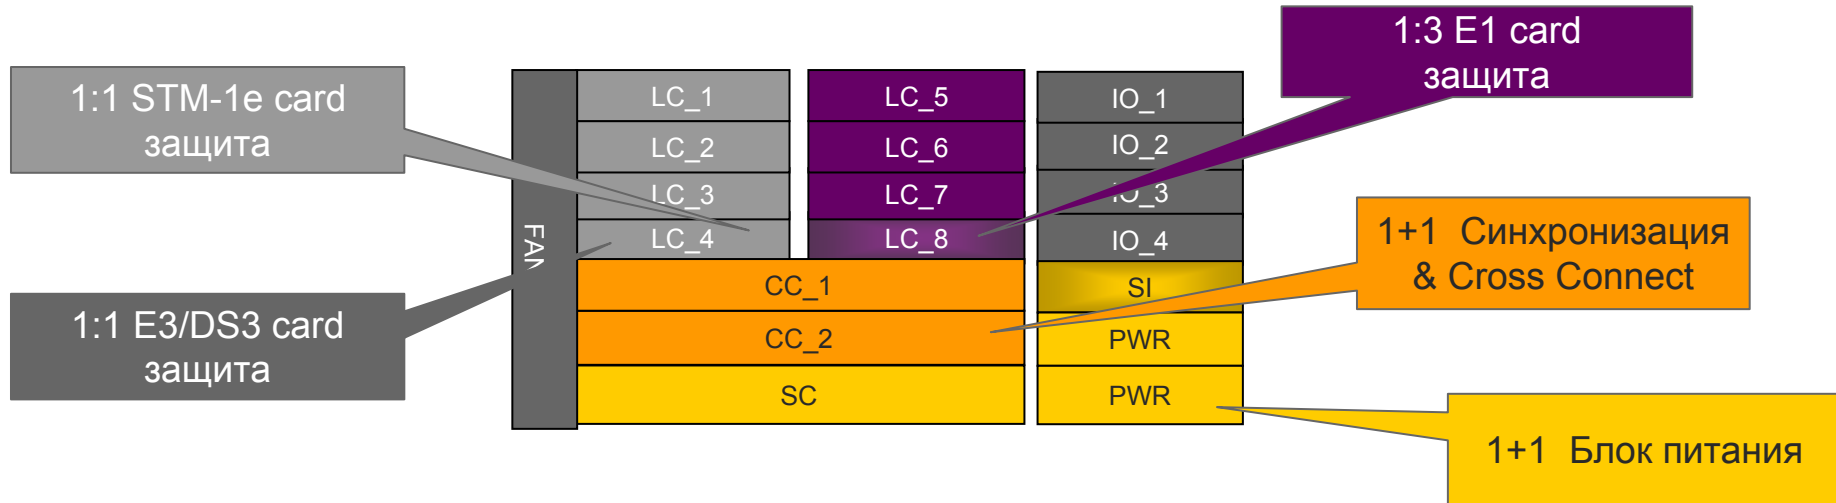 1:3 E1 card
защита
1:1 STM-1e card
защита
LC_1
LC_5
IO_1
LC_2
LC_6
IO_2
LC_3
LC_7
IO_3
LC_4
LC_8
IO_4
FAN
1+1 Синхронизация
& Cross Connect
CC_1
SI
1:1 E3/DS3 card
защита
CC_2
PWR
SC
PWR
1+1 Блок питания